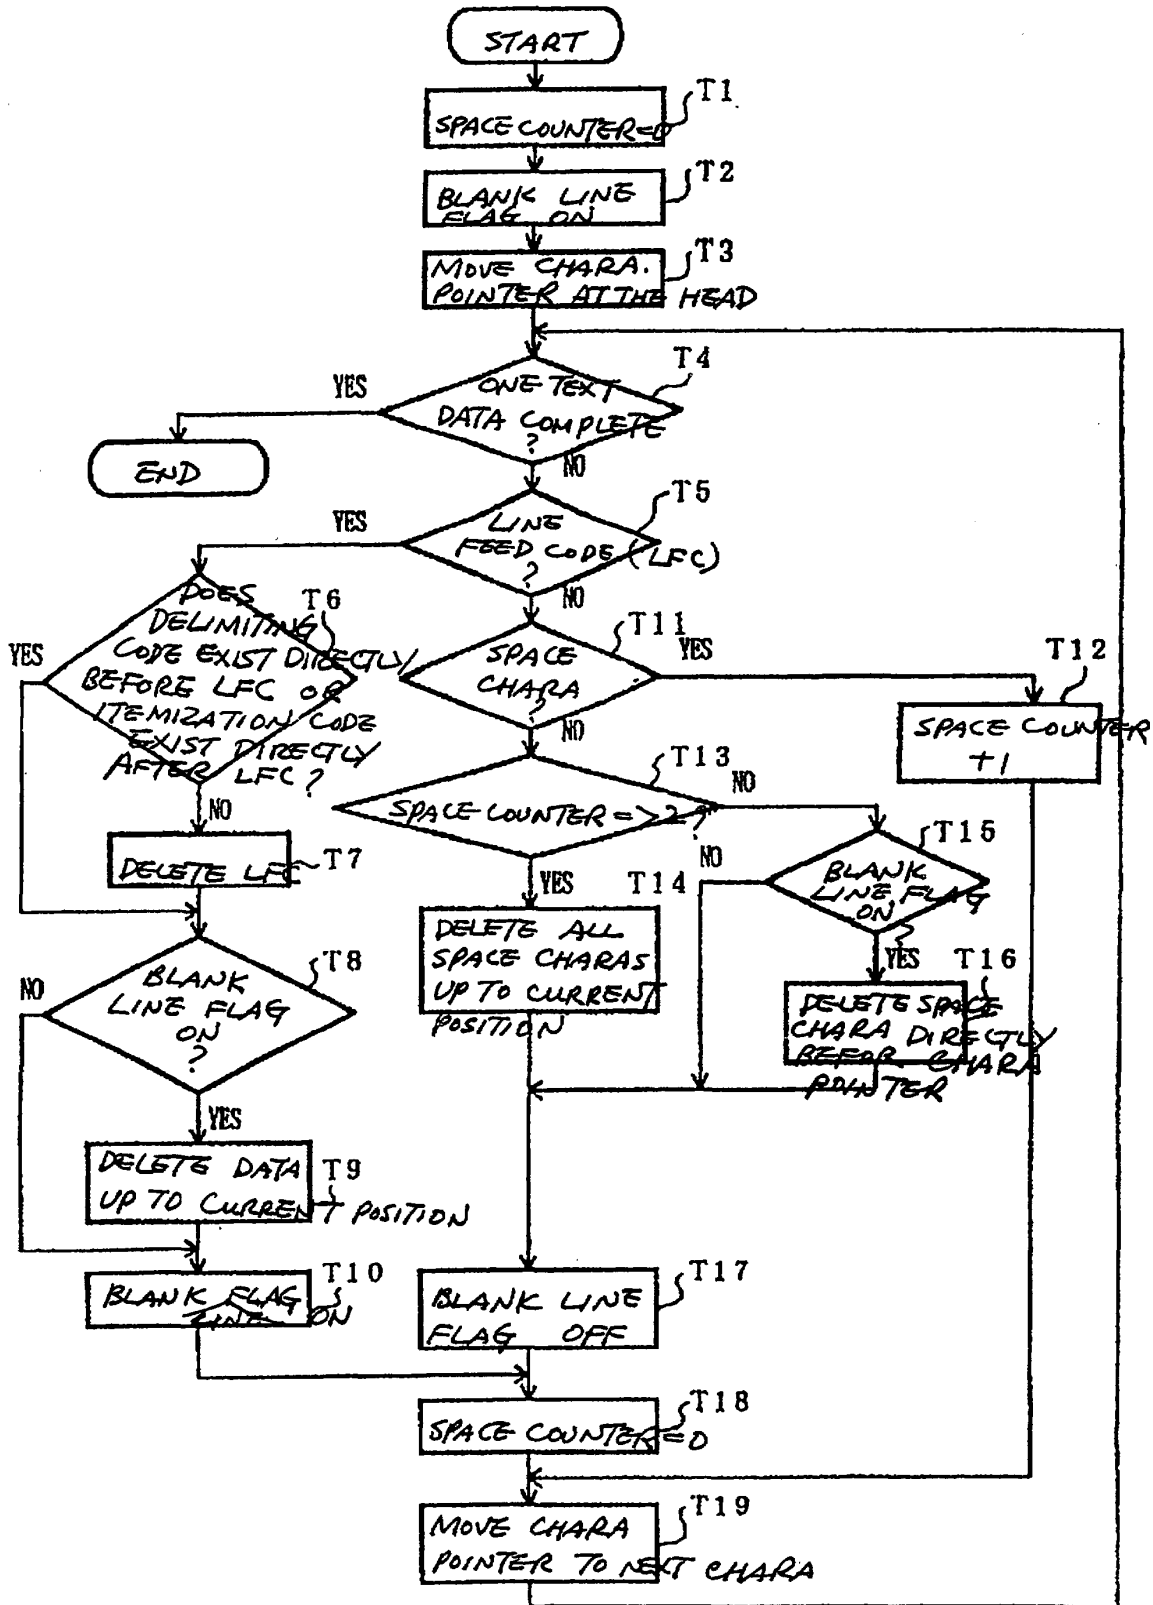 START
T1
SPACE COUNTER=0
T2
BLANK LINE
FLAG ON
T3
MOVE CHARA.
POINTER AT THE HEAD
T4
YES
ONE TEXT
DATA COMPLETE
?
NO
END
T5
YES
LINE
FEED CODE (LFC)
?
NO
T6
DOES
DELIMITING
CODE EXIST DIRECTLY
BEFORE LFC OR
ITEMIZATION CODE
EXIST DIRECTLY
AFTER LFC?
YES
NO
T11
SPACE
CHARA
?
YES
NO
T12
SPACE COUNTER
+1
T13
SPACE COUNTER =>2?
NO
YES
T7
DELETE LFC
T14
DELETE ALL
SPACE CHARAS
UP TO CURRENT
POSITION
T15
NO
BLANK
LINE FLAG
ON
?
YES
T16
DELETE SPACE
CHARA DIRECTLY
BEFOR CHARA
POINTER
T8
NO
BLANK
LINE FLAG
ON
?
YES
T9
DELETE DATA
UP TO CURRENT POSITION
T10
BLANK FLAG
LINE ON
T17
BLANK LINE
FLAG OFF
T18
SPACE COUNTER=0
T19
MOVE CHARA
POINTER TO NEXT CHARA